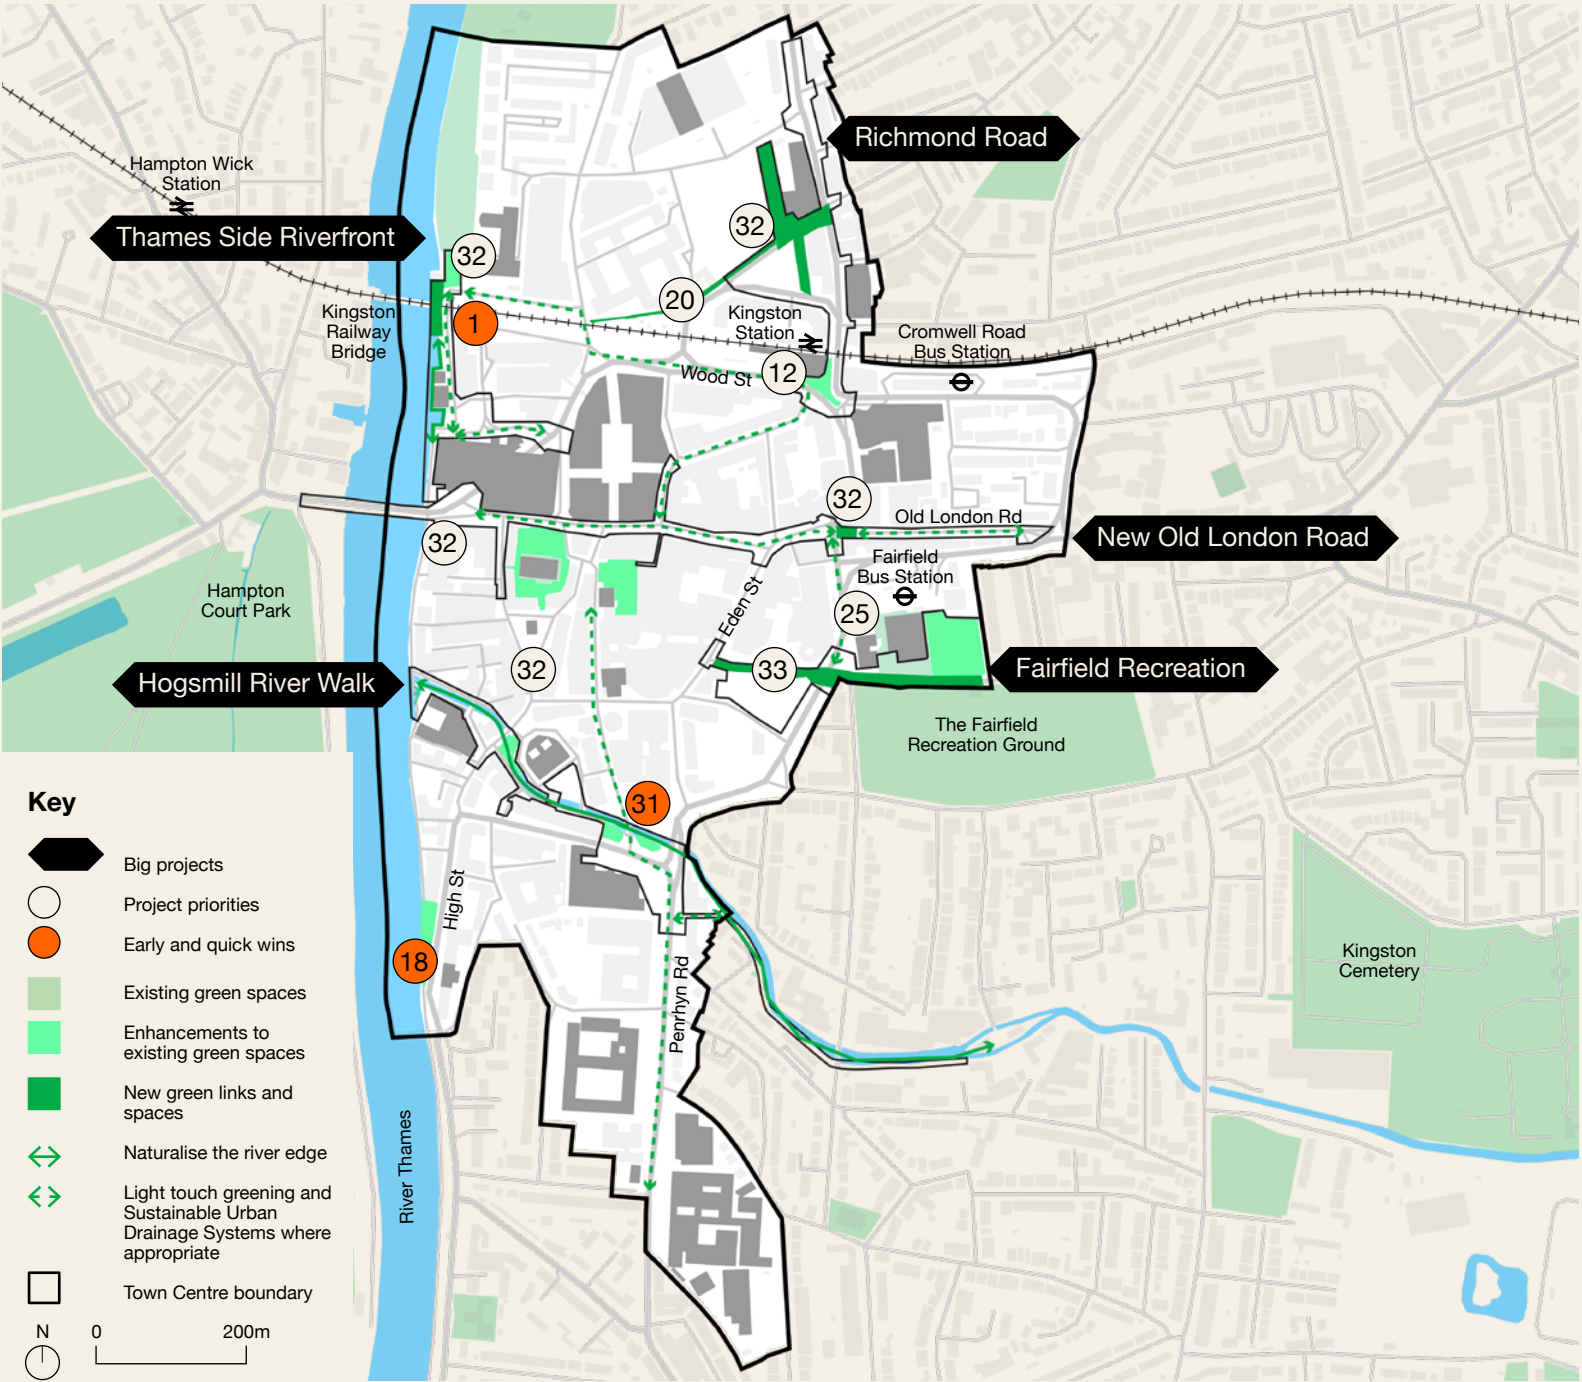 Richmond Road
Hampton Wick
Station
Thames Side Riverfront
32
32
20
1
Kingston
Railway
Bridge
Kingston
Station
Cromwell Road
Bus Station
Wood St
12
32
Old London Rd
New Old London Road
32
Fairfield
Bus Station
Hampton
Court Park
Eden St
25
32
33
Fairfield Recreation
Hogsmill River Walk
The Fairfield
Recreation Ground
31
High St
18
Penrhyn Rd
Kingston
Cemetery
River Thames
Key
Big projects
Project priorities
Early and quick wins
Existing green spaces
Enhancements to
existing green spaces
New green links and
spaces
Naturalise the river edge
Light touch greening and
Sustainable Urban
Drainage Systems where
appropriate
Town Centre boundary
N
0
200m